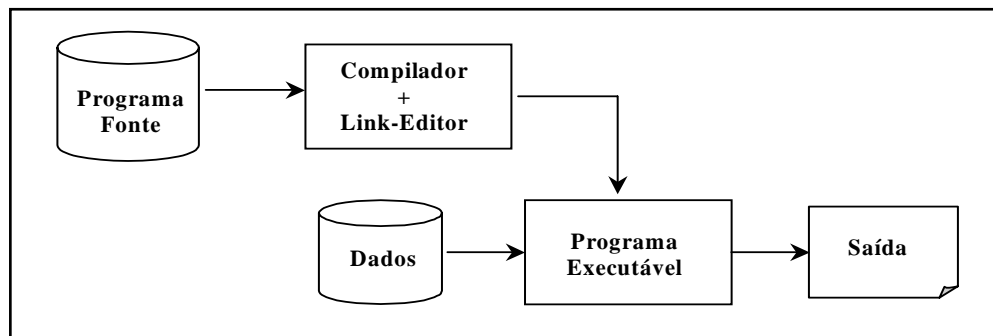 Programa
Fonte
Compilador
+
Link-Editor
Dados
Programa
Executável
Saída